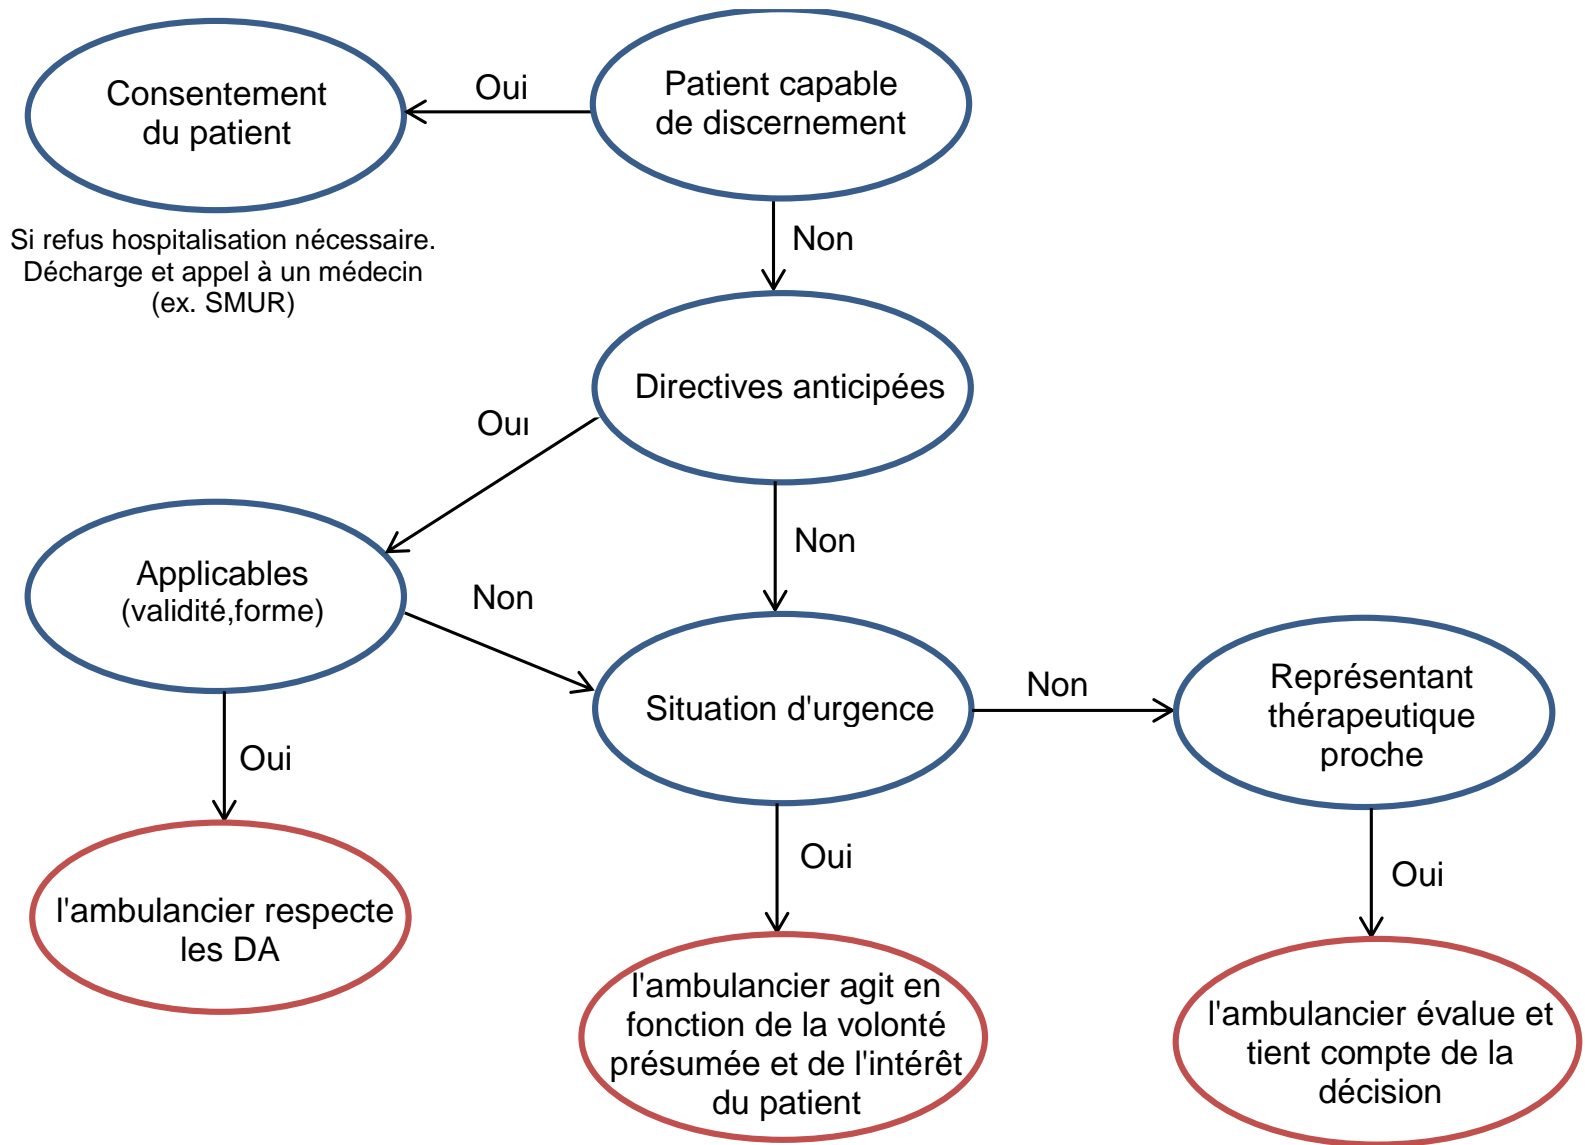 Consentement
du patient
Oui
Patient capable
de discernement
Si refus hospitalisation nécessaire.
Décharge et appel à un médecin
(ex. SMUR)
Non
Directives anticipées
Oui
Non
Applicables
(validité,forme)
Non
Situation d'urgence
Non
Représentant
thérapeutique
proche
Oui
Oui
Oui
l'ambulancier respecte
les DA
l'ambulancier agit en
fonction de la volonté
présumée et de l'intérêt
du patient
l'ambulancier évalue et
tient compte de la
décision